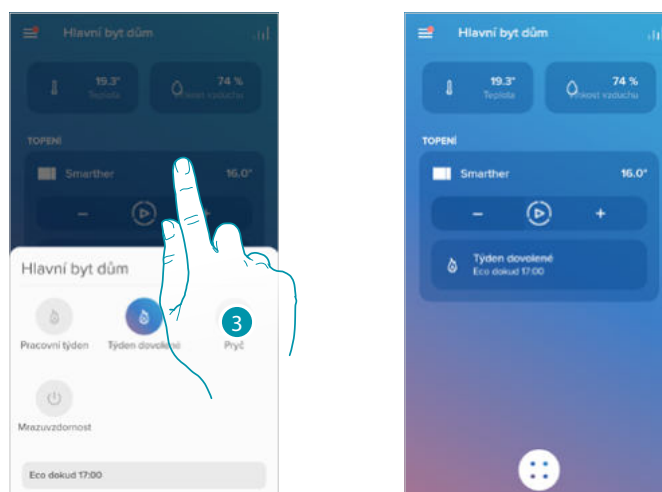 Hlavní byt dům
19.3°
Teplota
74 %
vzduchu
TOPENÍ
Smarther
16.0°
− +
Hlavní byt dům
Pracovní týden
Týden dovolené
Pryč
3
Mrazuvzdornost
Eco dokud 17:00
Hlavní byt dům
19.3°
Teplota
74 %
vzduchu
TOPENÍ
Smarther
16.0°
− +
Týden dovolené
Eco dokud 17:00